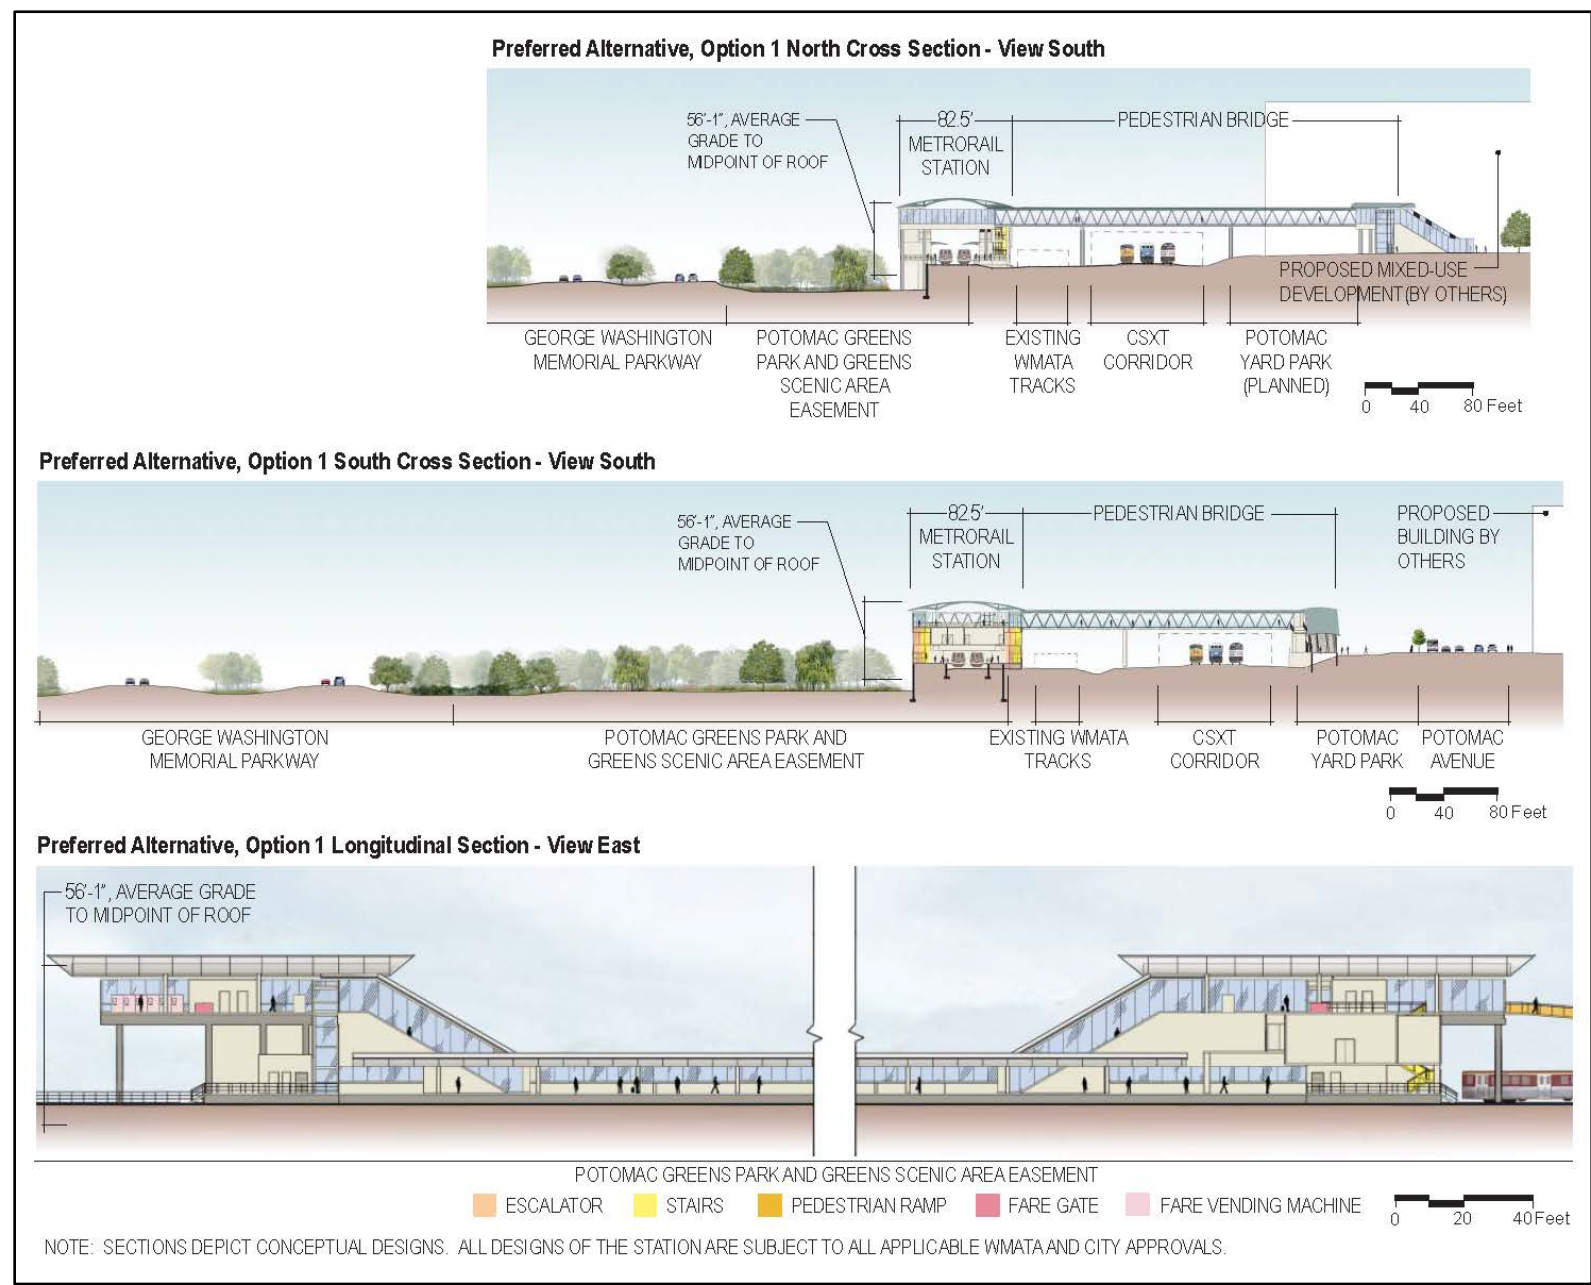 Preferred Alternative, Option 1 North Cross Section - View South
56'-1", AVERAGE
GRADE TO
MIDPOINT OF ROOF
82.5'
METRORAIL
STATION
PEDESTRIAN BRIDGE
PROPOSED MIXED-USE
DEVELOPMENT (BY OTHERS)
GEORGE WASHINGTON
MEMORIAL PARKWAY
POTOMAC GREENS
PARK AND GREENS
SCENIC AREA
EASEMENT
EXISTING
WMATA
TRACKS
CSXT
CORRIDOR
POTOMAC
YARD PARK
(PLANNED)
0 40 80 Feet
Preferred Alternative, Option 1 South Cross Section - View South
56'-1", AVERAGE
GRADE TO
MIDPOINT OF ROOF
82.5'
METRORAIL
STATION
PEDESTRIAN BRIDGE
PROPOSED
BUILDING BY
OTHERS
GEORGE WASHINGTON
MEMORIAL PARKWAY
POTOMAC GREENS PARK AND
GREENS SCENIC AREA EASEMENT
EXISTING WMATA
TRACKS
CSXT
CORRIDOR
POTOMAC
YARD PARK
POTOMAC
AVENUE
0 40 80 Feet
Preferred Alternative, Option 1 Longitudinal Section - View East
56'-1", AVERAGE GRADE
TO MIDPOINT OF ROOF
POTOMAC GREENS PARK AND GREENS SCENIC AREA EASEMENT
ESCALATOR STAIRS PEDESTRIAN RAMP FARE GATE FARE VENDING MACHINE
0 20 40 Feet
NOTE: SECTIONS DEPICT CONCEPTUAL DESIGNS. ALL DESIGNS OF THE STATION ARE SUBJECT TO ALL APPLICABLE WMATA AND CITY APPROVALS.